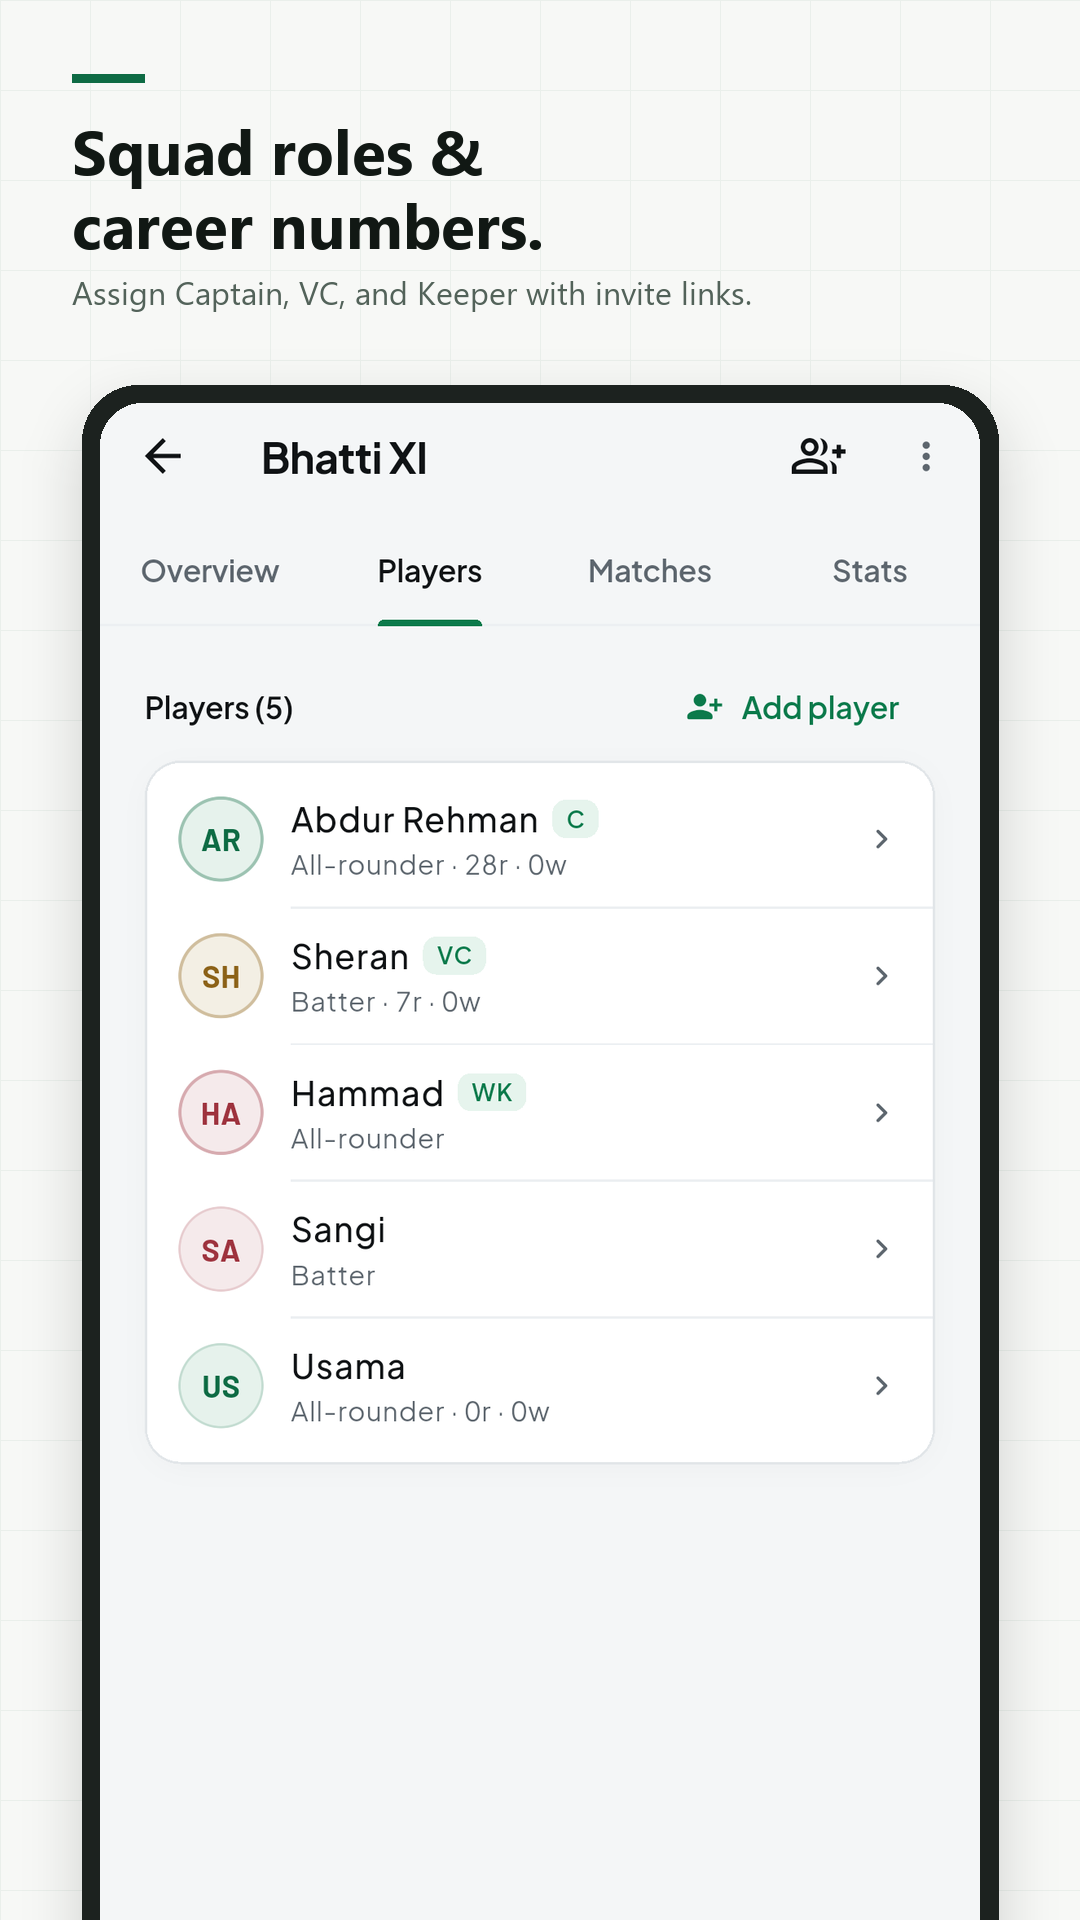 Squad roles &
career numbers.
Assign Captain, VC, and Keeper with invite links.
Bhatti XI
Overview Players Matches Stats
Players (5) Add player
AR Abdur Rehman C
All-rounder · 28r · 0w
SH Sheran VC
Batter · 7r · 0w
HA Hammad WK
All-rounder
SA Sangi
Batter
US Usama
All-rounder · 0r · 0w